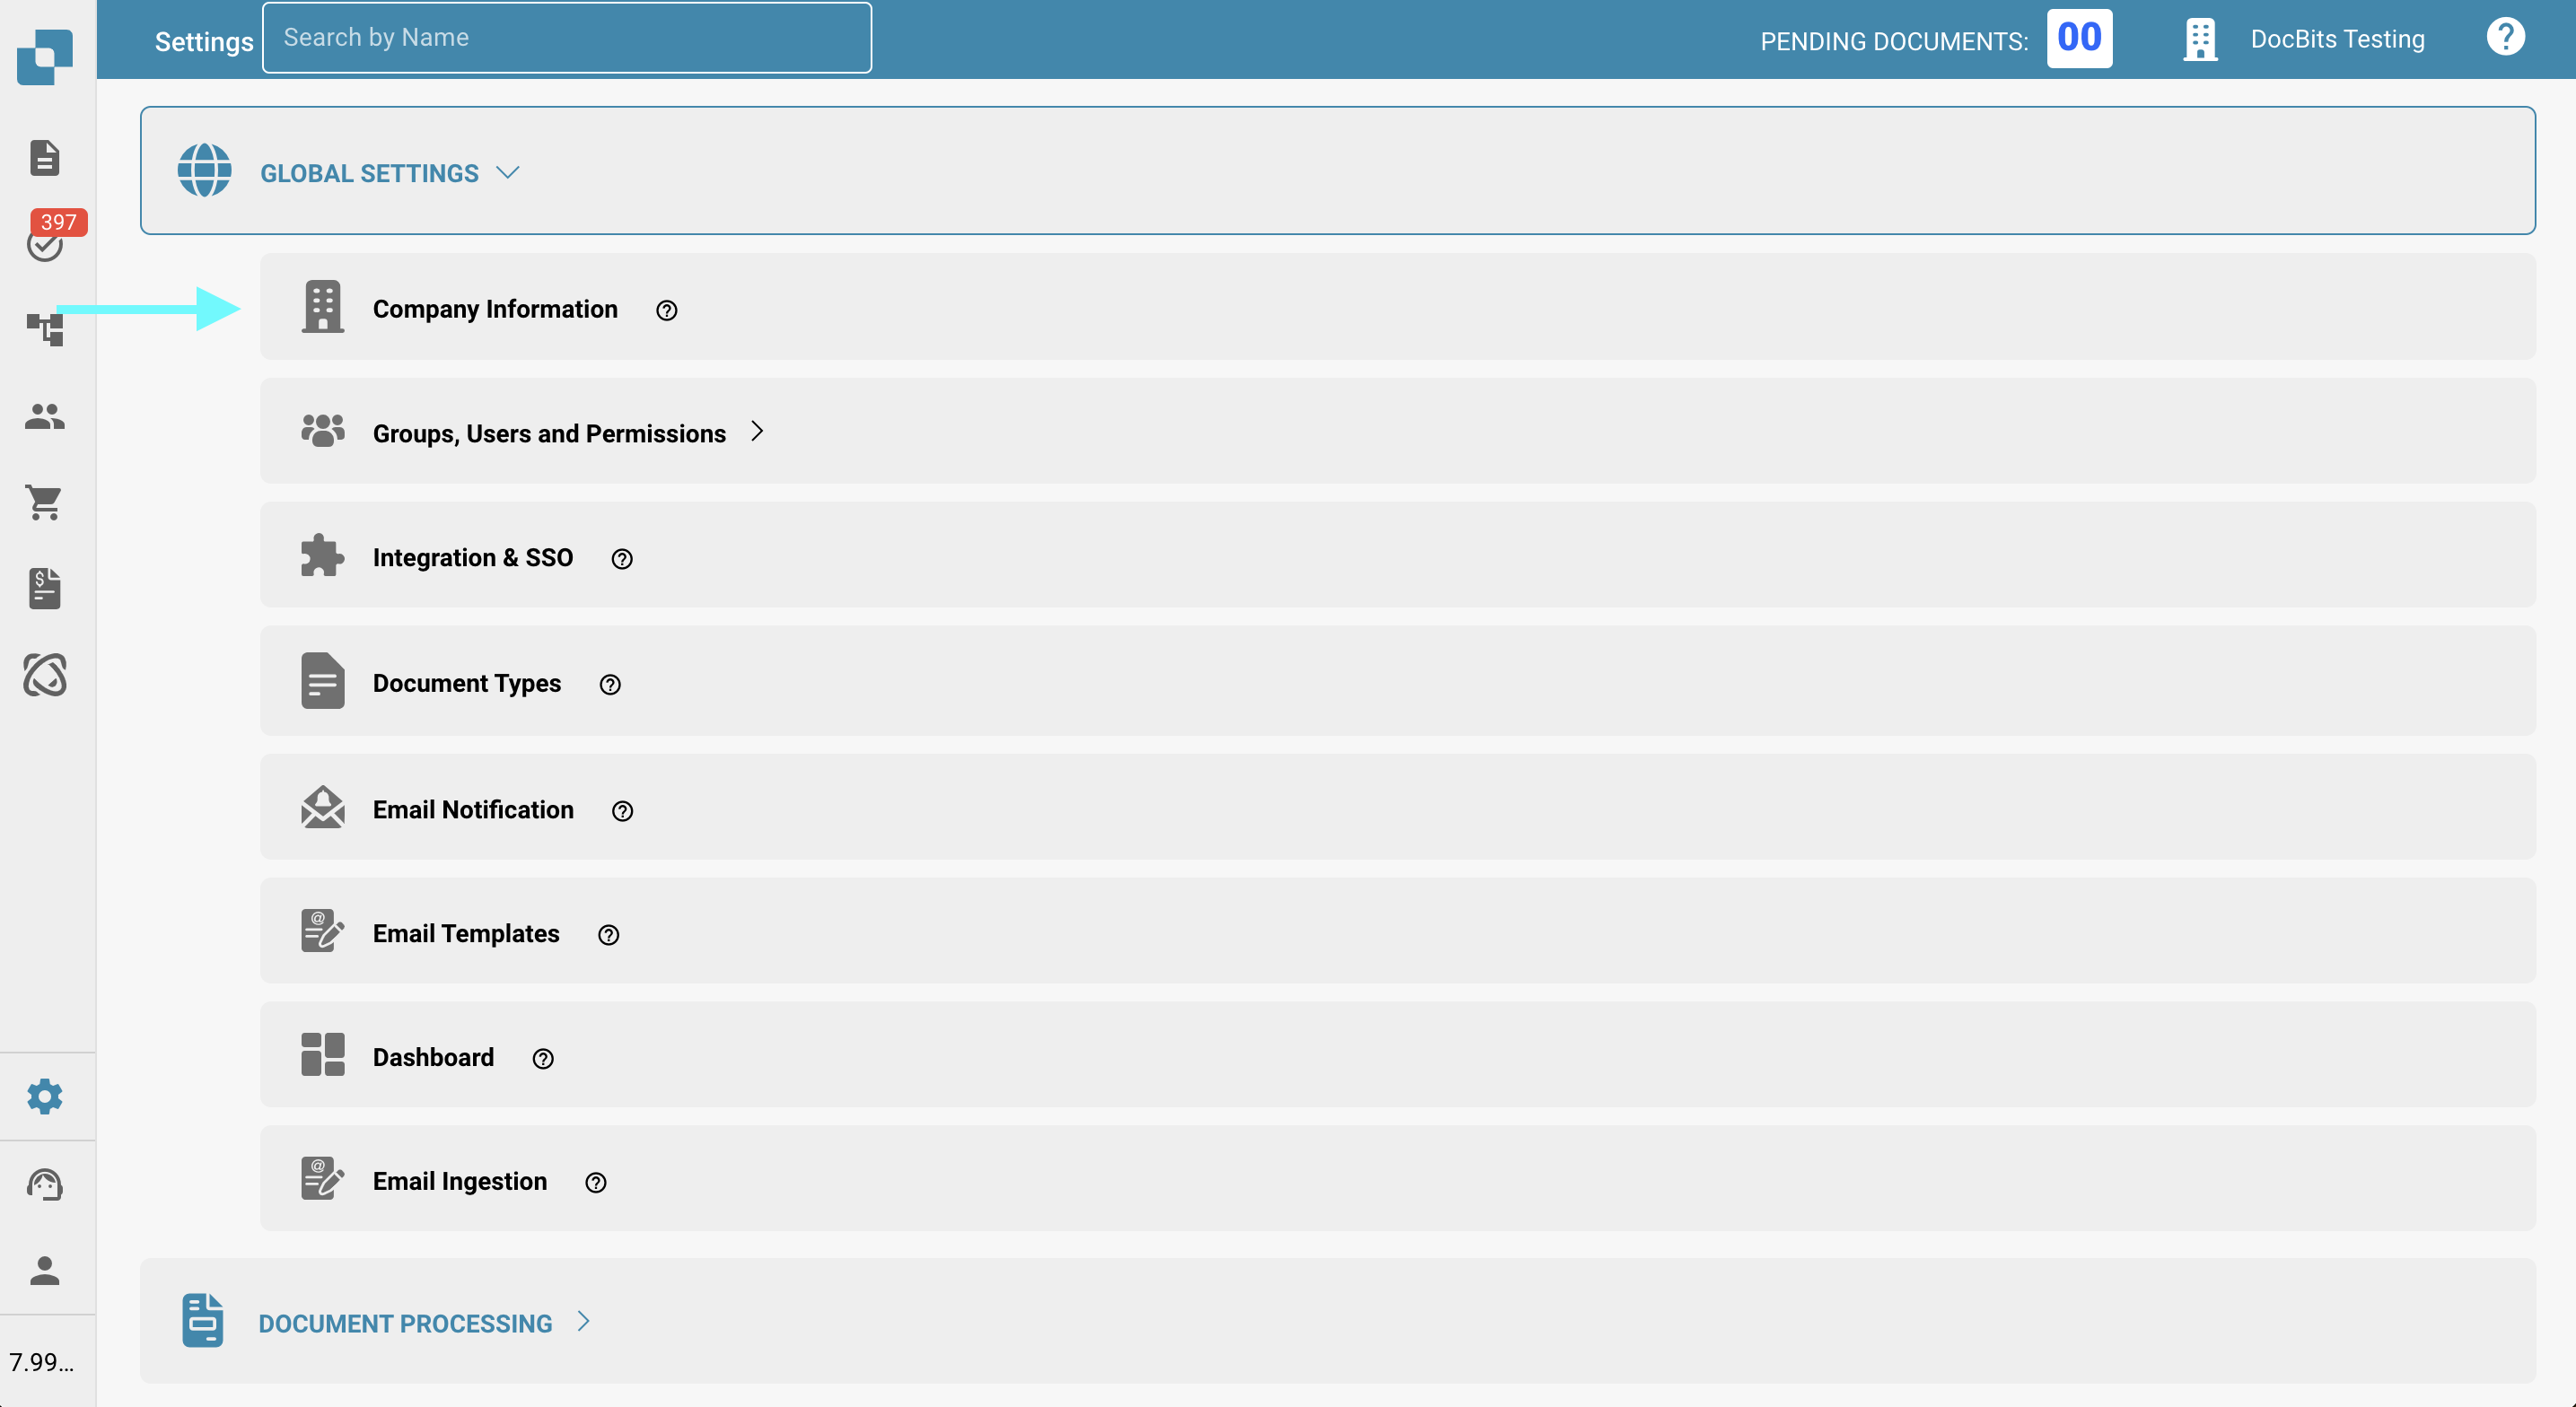 Settings
Search by Name
PENDING DOCUMENTS: 00
DocBits Testing
?
397
GLOBAL SETTINGS
Company Information ?
Groups, Users and Permissions
Integration & SSO ?
Document Types ?
Email Notification ?
Email Templates ?
Dashboard ?
Email Ingestion ?
DOCUMENT PROCESSING
7.99...